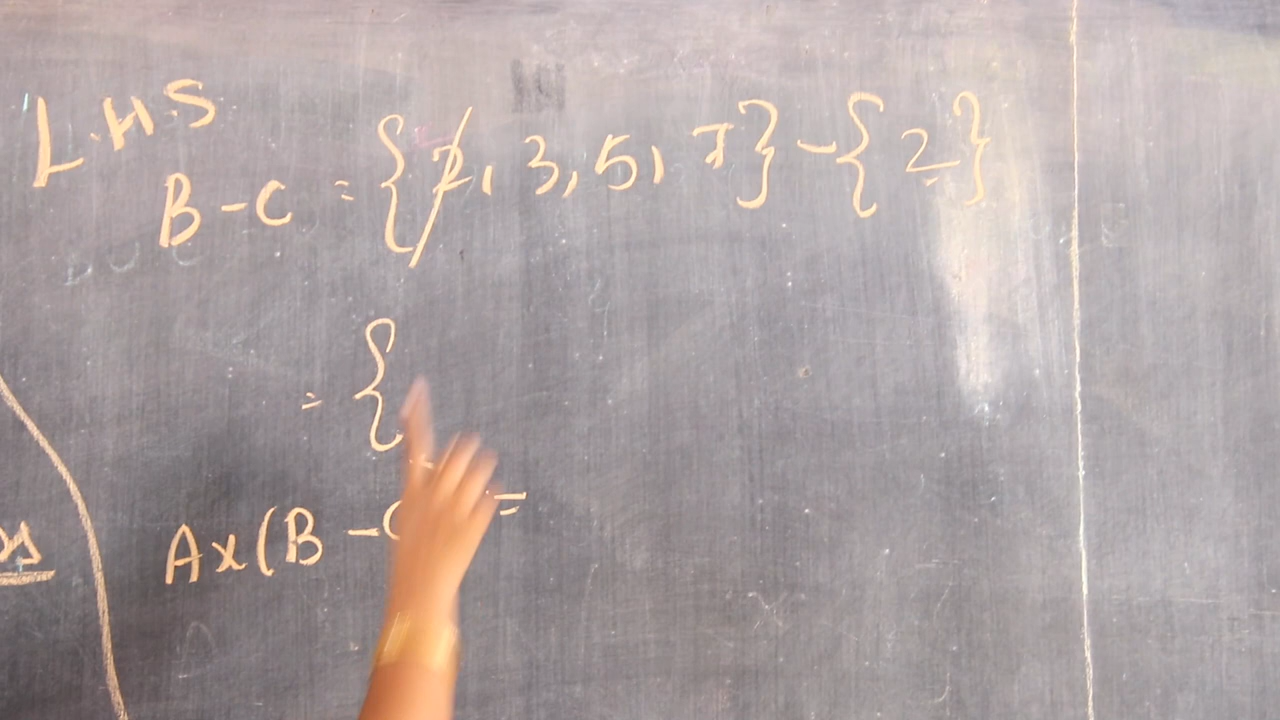 L.H.S
B - C = {2, 3, 5, 7} - {2}
= {
A x (B - C =